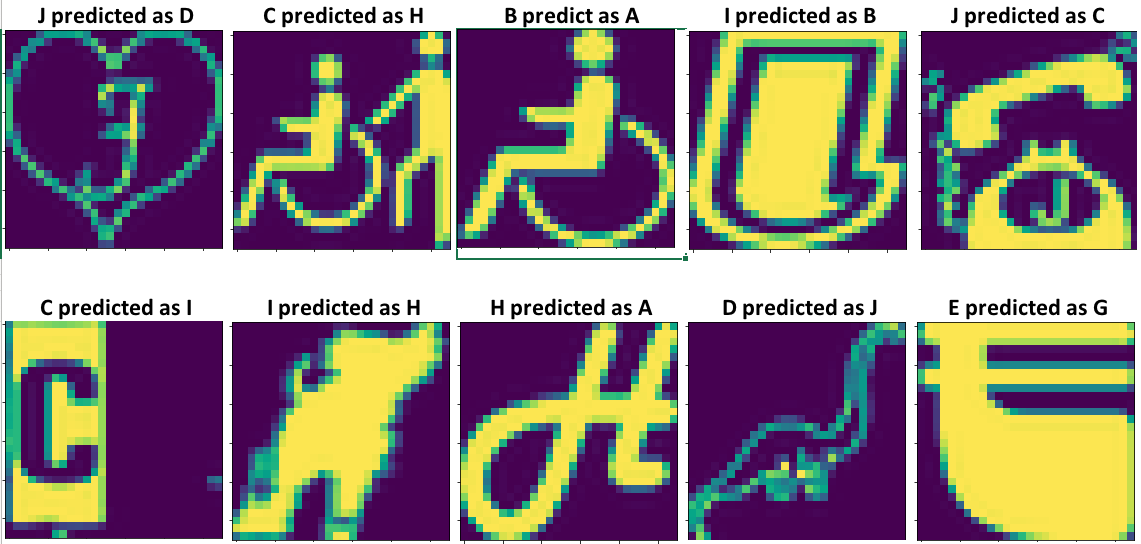 J predicted as D
C predicted as H
B predict as A
I predicted as B
J predicted as C
J
J
C predicted as I
I predicted as H
H predicted as A
D predicted as J
E predicted as G
C
H